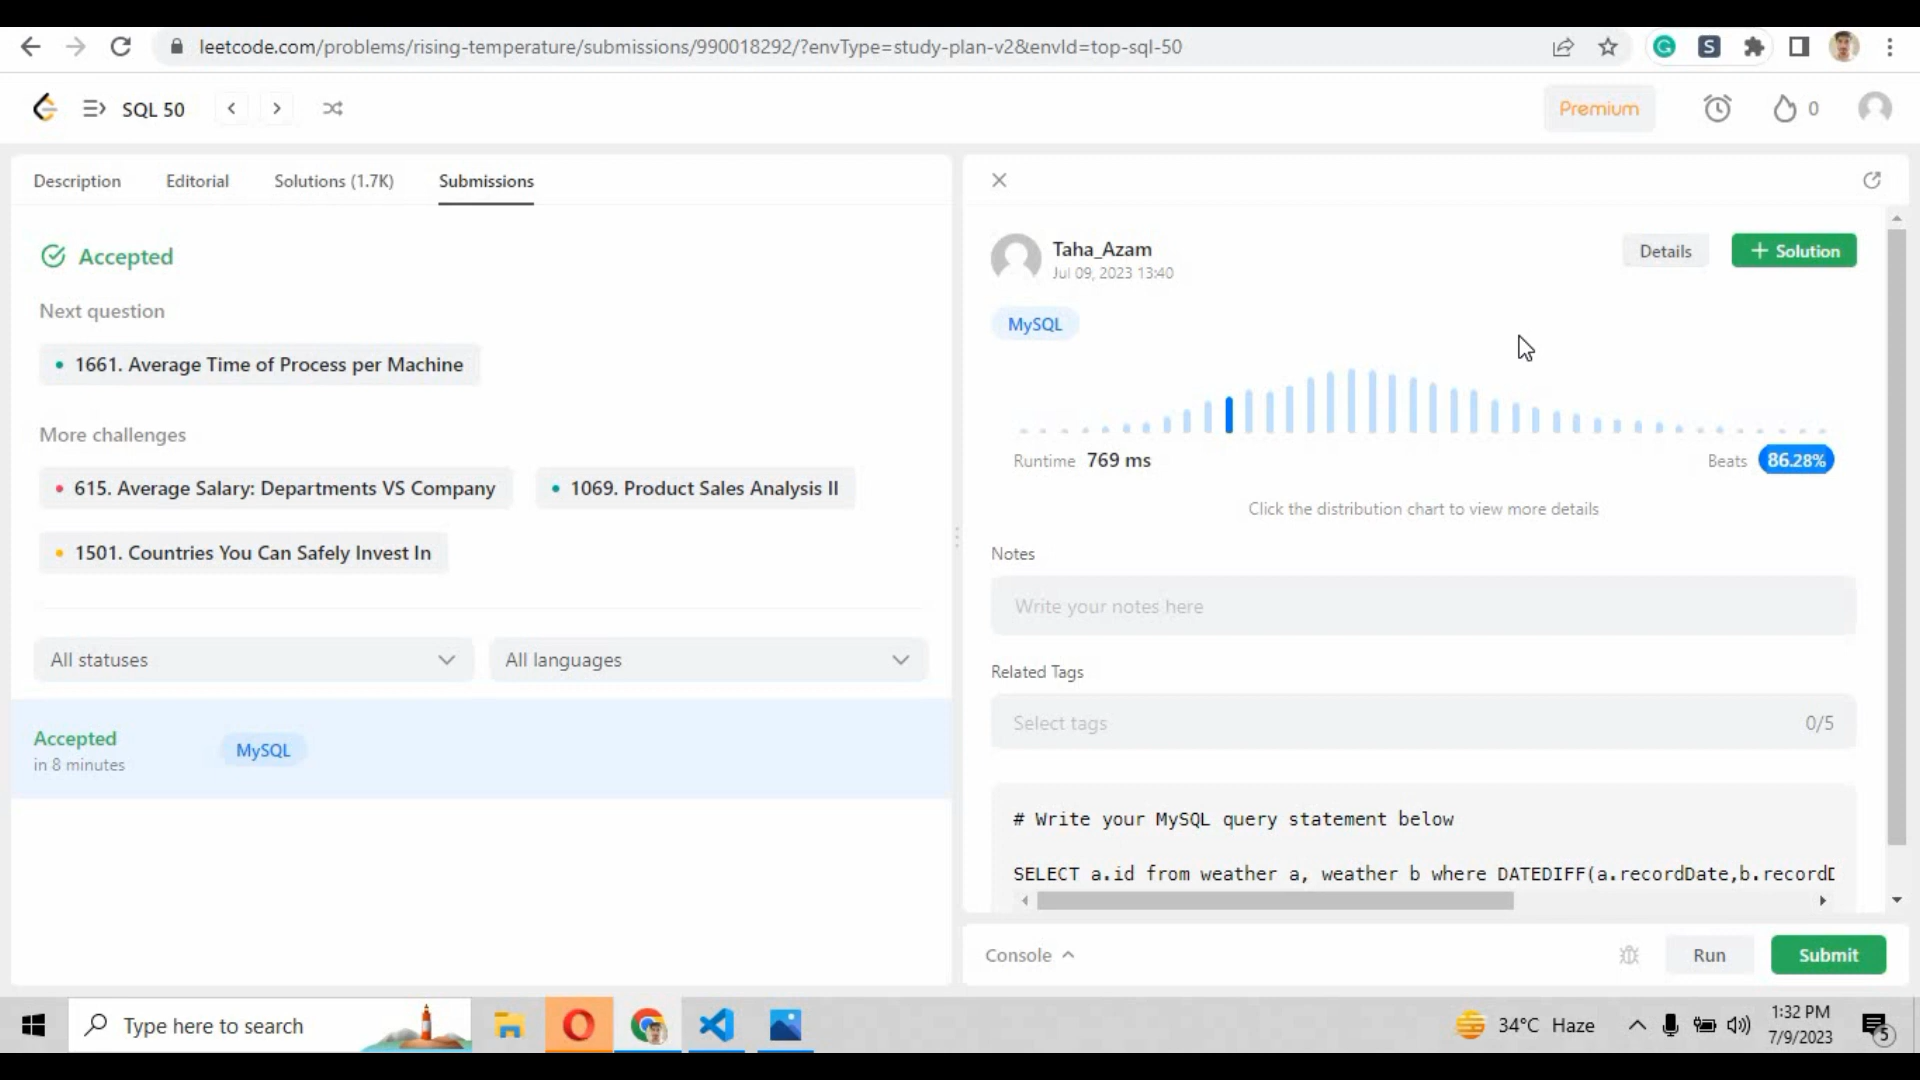 leetcode.com/problems/rising-temperature/submissions/990018292/?envType=study-plan-v2&envId=top-sql-50
SQL 50
Premium
0
Description Editorial Solutions (1.7K) Submissions
Accepted
Next question
1661. Average Time of Process per Machine
More challenges
615. Average Salary: Departments VS Company
1069. Product Sales Analysis II
1501. Countries You Can Safely Invest In
All statuses
All languages
Accepted
in 8 minutes
MySQL
Taha_Azam
Jul 09, 2023 13:40
Details
+ Solution
MySQL
Runtime 769 ms
Beats 86.28%
Click the distribution chart to view more details
Notes
Write your notes here
Related Tags
Select tags 0/5
# Write your MySQL query statement below
SELECT a.id from weather a, weather b where DATEDIFF(a.recordDate,b.recordD
Console
Run
Submit
Type here to search
34°C Haze
1:32 PM
7/9/2023
5